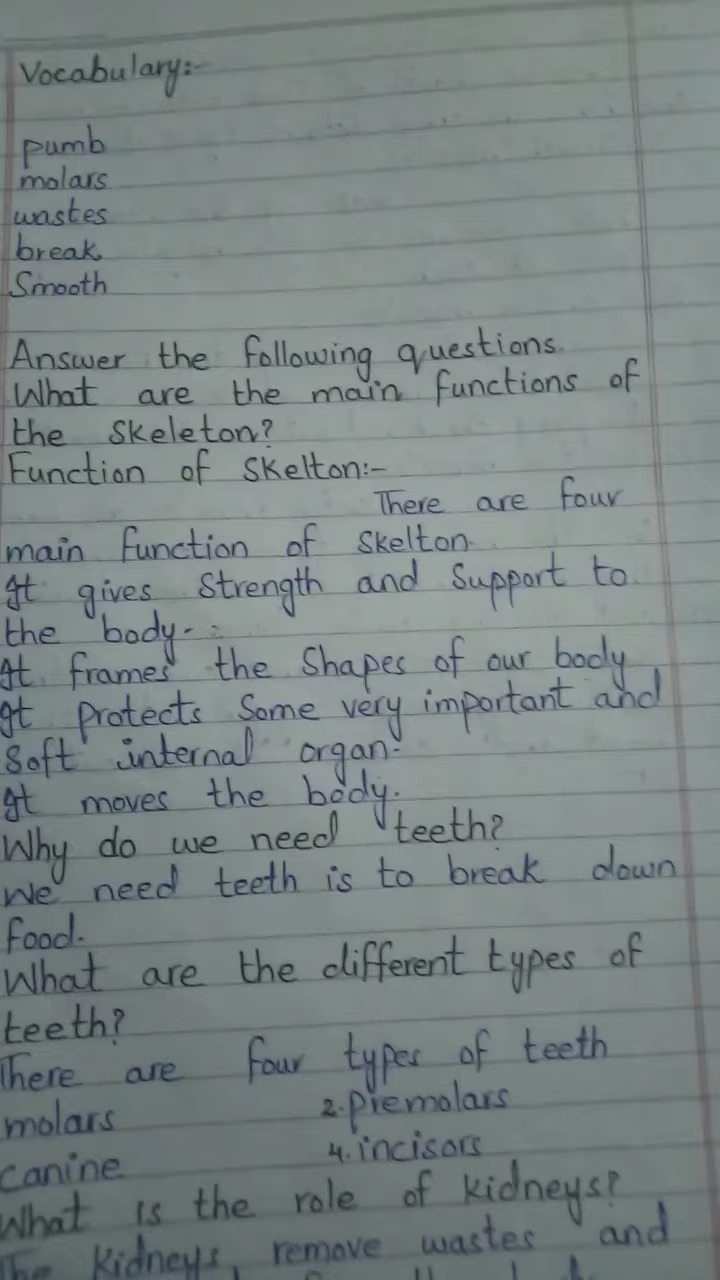 Vocabulary:-
pumb
molars
wastes
break
Smooth
Answer the following questions.
What are the main functions of
the skeleton?
Function of skelton:-
There are four
main function of skelton.
It gives strength and support to
the body-:
It frames the shapes of our body
It protects some very important and
soft internal organ-
It moves the body.
Why do we need teeth?
We need teeth is to break down
food.
What are the different types of
teeth?
There are four types of teeth
molars 2. premolars
canine 4. incisors
What is the role of kidneys?
The kidneys, remove wastes and